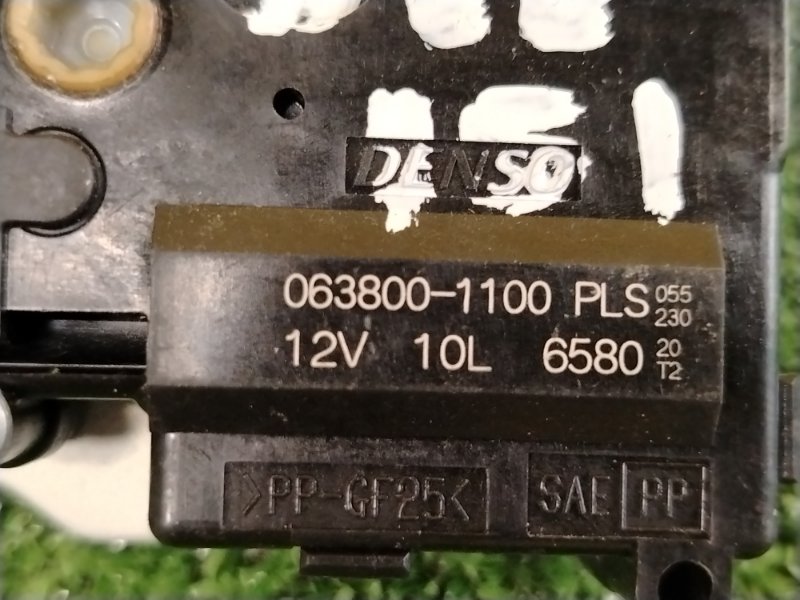 DENSO
063800-1100 PLS 055 230
12V 10L 6580 20 T2
>PP-GF25< SAE PP